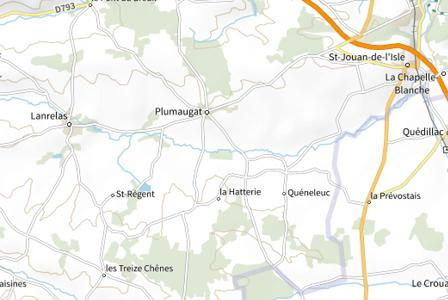 D793
St-Jouan-de-l'Isle
La Chapelle
Blanche
Plumaugat
Lanrelas
Quédillac
St-Régent
la Hatterie
Quéneleuc
la Prévostais
les Treize Chênes
Le Croix